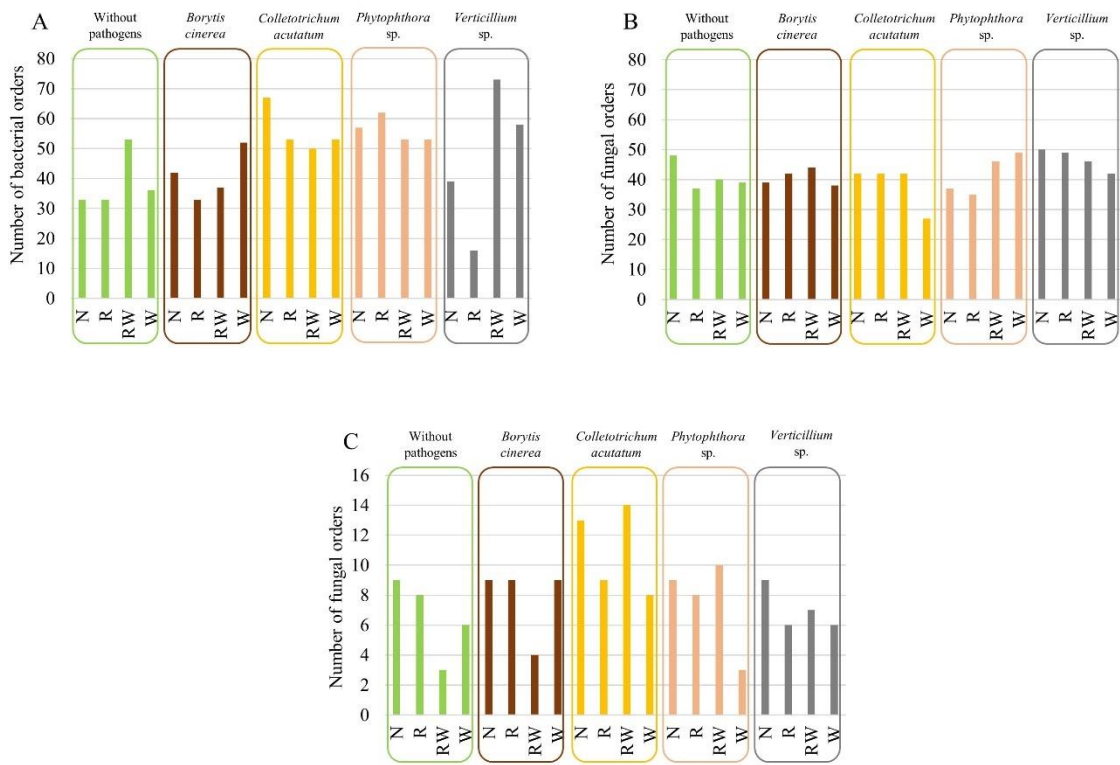 A
Without pathogens
Borytis cinerea
Colletotrichum acutatum
Phytophthora sp.
Verticillium sp.
Number of bacterial orders
80
70
60
50
40
30
20
10
0
N R RW W N R RW W N R RW W N R RW W N R RW W
B
Without pathogens
Borytis cinerea
Colletotrichum acutatum
Phytophthora sp.
Verticillium sp.
Number of fungal orders
80
70
60
50
40
30
20
10
0
N R RW W N R RW W N R RW W N R RW W N R RW W
C
Without pathogens
Borytis cinerea
Colletotrichum acutatum
Phytophthora sp.
Verticillium sp.
Number of fungal orders
16
14
12
10
8
6
4
2
0
N R RW W N R RW W N R RW W N R RW W N R RW W